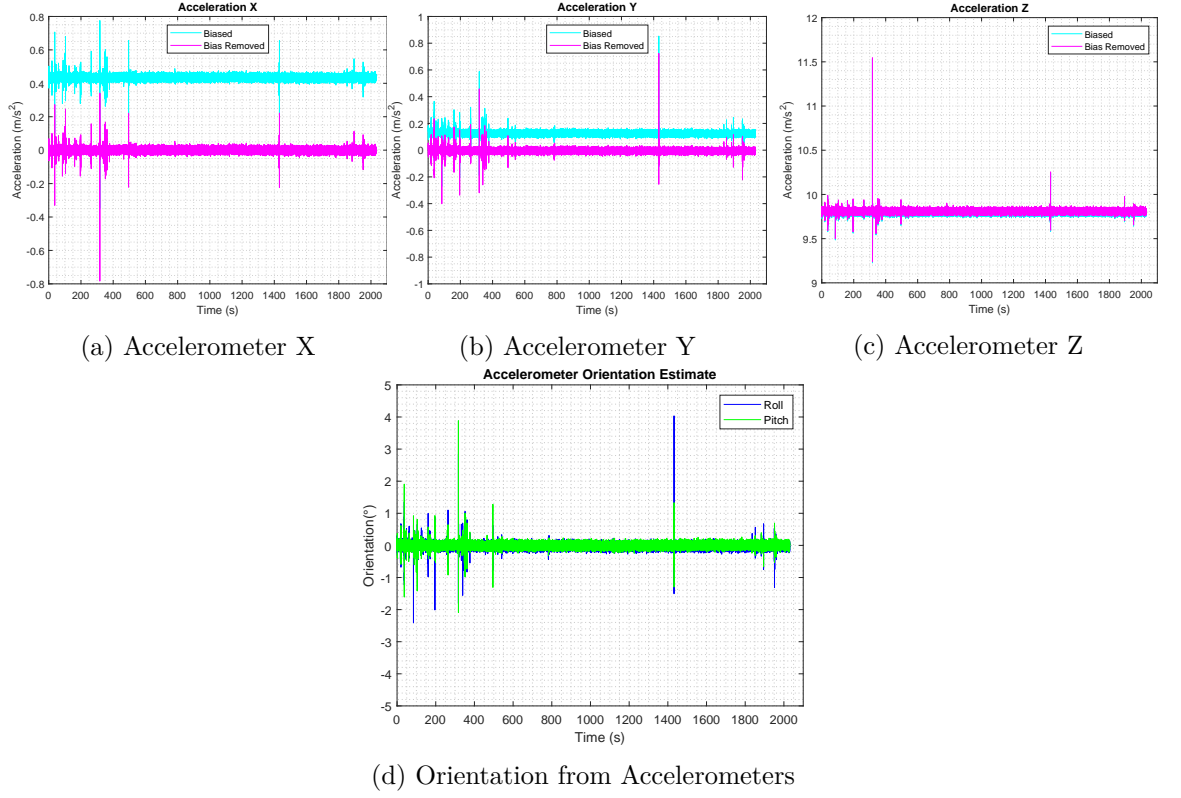 Acceleration X
Biased
Bias Removed
0.8
0.6
0.4
0.2
0
-0.2
-0.4
-0.6
-0.8
Acceleration (m/s²)
0 200 400 600 800 1000 1200 1400 1600 1800 2000
Time (s)
(a) Accelerometer X
Acceleration Y
Biased
Bias Removed
1
0.8
0.6
0.4
0.2
0
-0.2
-0.4
-0.6
-0.8
-1
Acceleration (m/s²)
0 200 400 600 800 1000 1200 1400 1600 1800 2000
Time (s)
(b) Accelerometer Y
Acceleration Z
Biased
Bias Removed
12
11.5
11
10.5
10
9.5
9
Acceleration (m/s²)
0 200 400 600 800 1000 1200 1400 1600 1800 2000
Time (s)
(c) Accelerometer Z
Accelerometer Orientation Estimate
Roll
Pitch
5
4
3
2
1
0
-1
-2
-3
-4
-5
Orientation(°)
0 200 400 600 800 1000 1200 1400 1600 1800 2000
Time (s)
(d) Orientation from Accelerometers